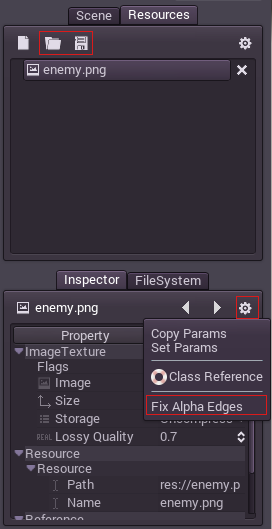 Scene Resources
enemy.png
Inspector FileSystem
enemy.png
Property
Copy Params
Set Params
Class Reference
Fix Alpha Edges
ImageTexture
Flags
Image
Size
Storage
REAL Lossy Quality 0.7
Resource
Resource
Path res://enemy.p
Name enemy.png